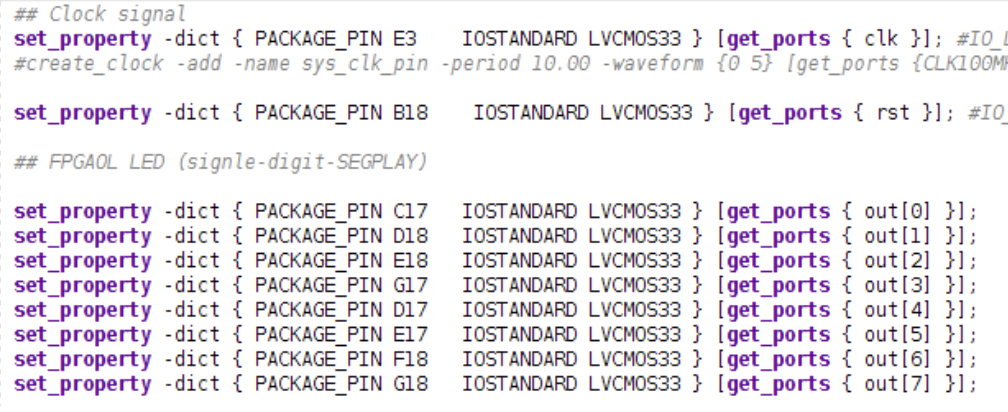 ## Clock signal
set_property -dict { PACKAGE_PIN E3 IOSTANDARD LVCMOS33 } [get_ports { clk }]; #IO_L
#create_clock -add -name sys_clk_pin -period 10.00 -waveform {0 5} [get_ports {CLK100MH
set_property -dict { PACKAGE_PIN B18 IOSTANDARD LVCMOS33 } [get_ports { rst }]; #IO_
## FPGAOL LED (signle-digit-SEGPLAY)
set_property -dict { PACKAGE_PIN C17 IOSTANDARD LVCMOS33 } [get_ports { out[0] }];
set_property -dict { PACKAGE_PIN D18 IOSTANDARD LVCMOS33 } [get_ports { out[1] }];
set_property -dict { PACKAGE_PIN E18 IOSTANDARD LVCMOS33 } [get_ports { out[2] }];
set_property -dict { PACKAGE_PIN G17 IOSTANDARD LVCMOS33 } [get_ports { out[3] }];
set_property -dict { PACKAGE_PIN D17 IOSTANDARD LVCMOS33 } [get_ports { out[4] }];
set_property -dict { PACKAGE_PIN E17 IOSTANDARD LVCMOS33 } [get_ports { out[5] }];
set_property -dict { PACKAGE_PIN F18 IOSTANDARD LVCMOS33 } [get_ports { out[6] }];
set_property -dict { PACKAGE_PIN G18 IOSTANDARD LVCMOS33 } [get_ports { out[7] }];